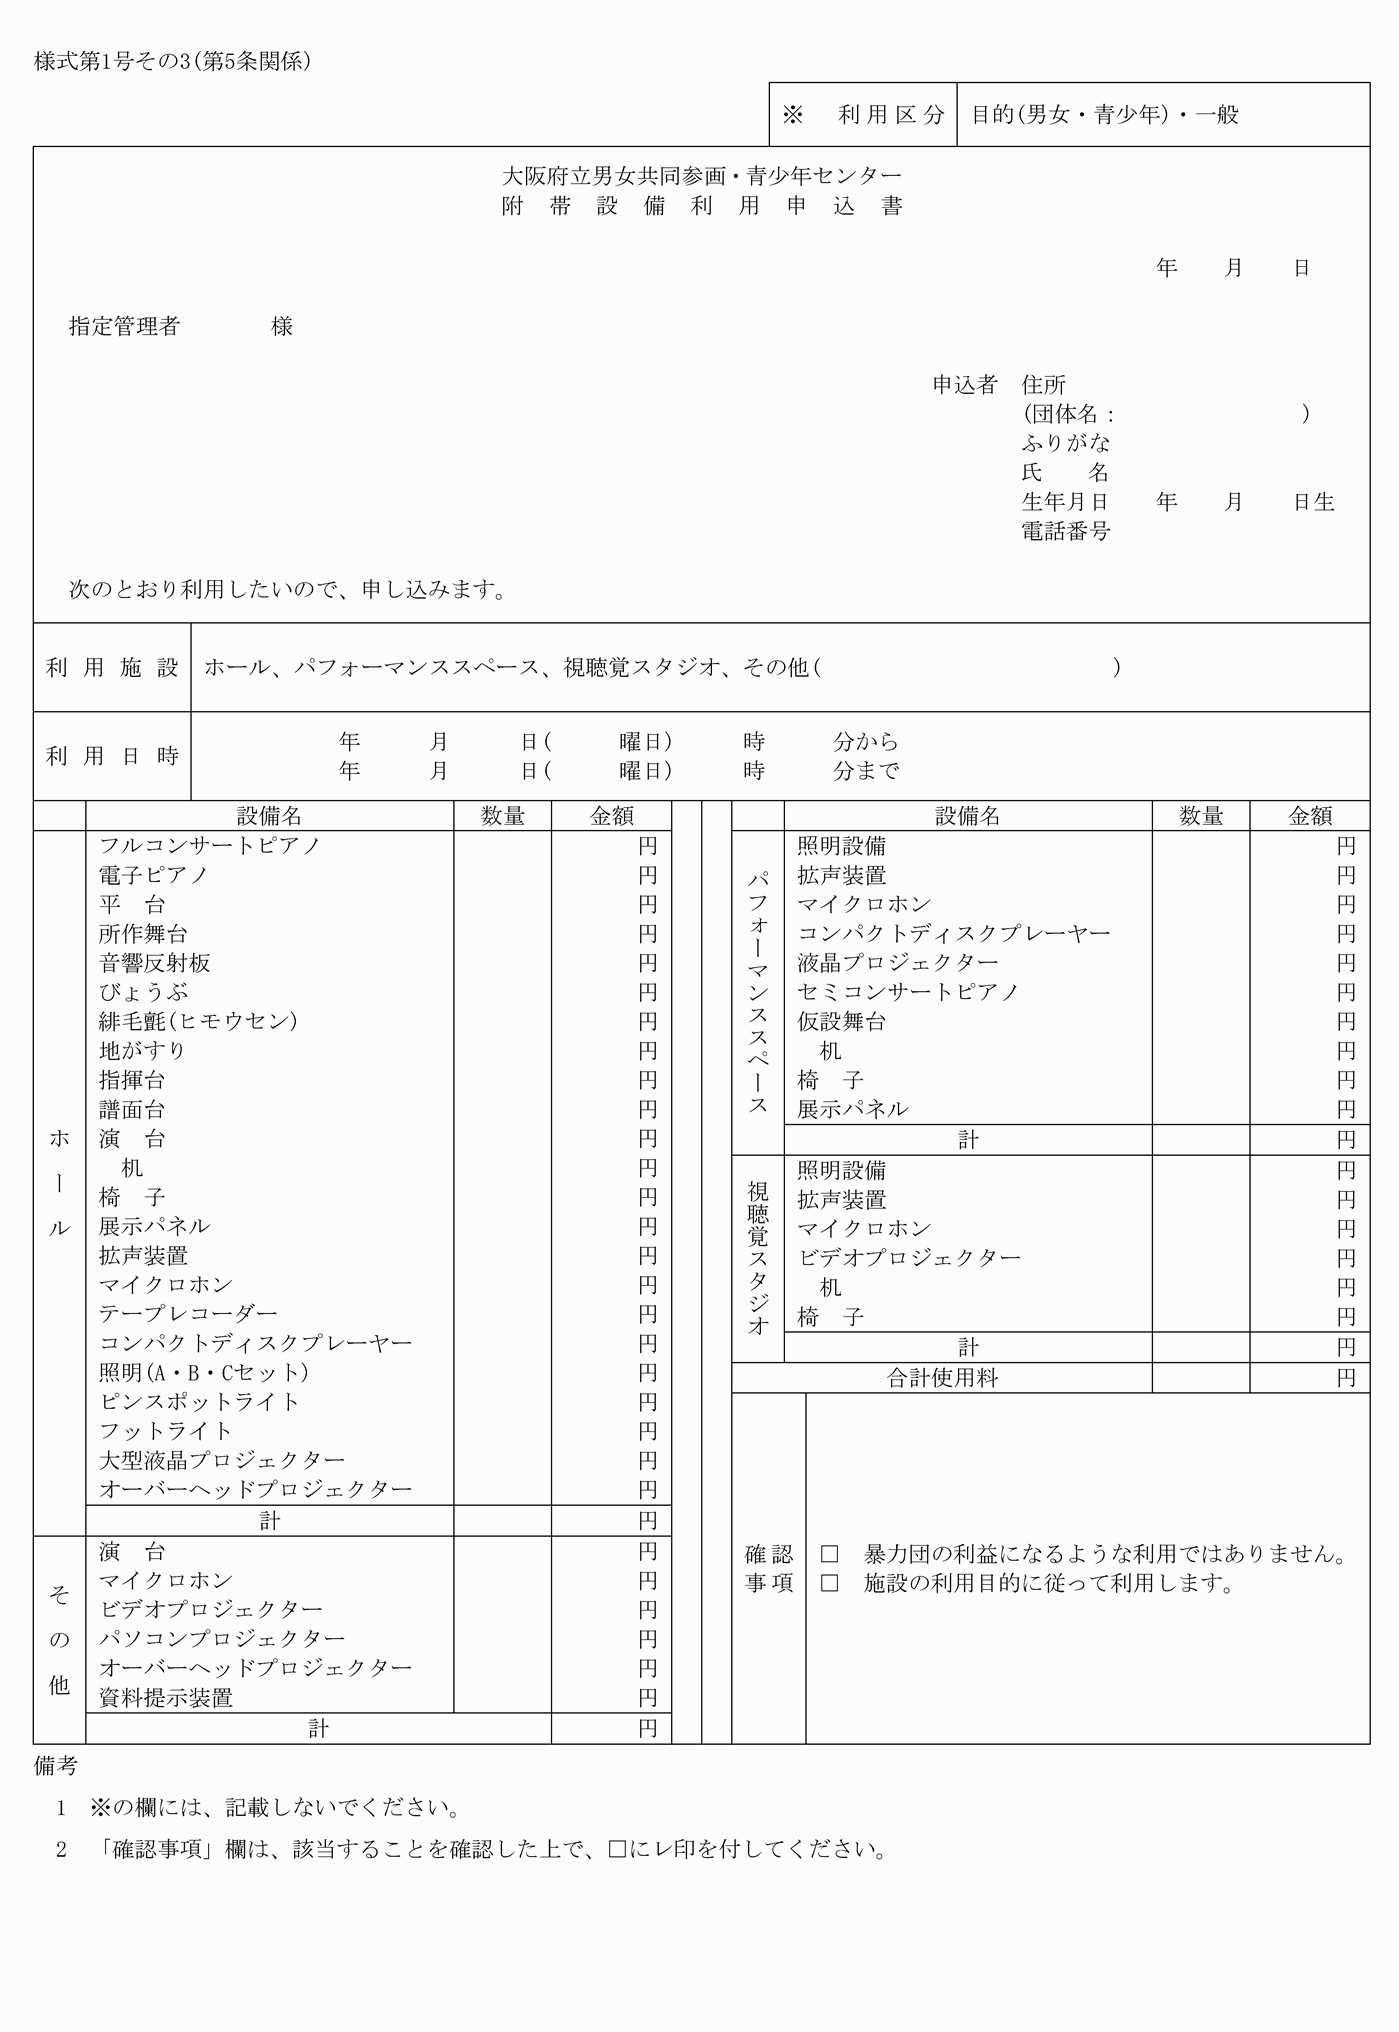 様式第1号その3(第5条関係)
※　利用区分　目的(男女・青少年)・一般
大阪府立男女共同参画・青少年センター
附帯設備利用申込書
年　月　日
指定管理者　　　　様
申込者　住所
(団体名：　　　　　　　　)
ふりがな
氏　　名
生年月日　　年　　月　　日生
電話番号
次のとおり利用したいので、申し込みます。
利用施設　ホール、パフォーマンススペース、視聴覚スタジオ、その他(　　　　　　　　　　　　　)
利用日時
年　　　月　　　日(　　　曜日)　　　時　　　分から
年　　　月　　　日(　　　曜日)　　　時　　　分まで
設備名　数量　金額
ホール
フルコンサートピアノ　円
電子ピアノ　円
平　台　円
所作舞台　円
音響反射板　円
びょうぶ　円
緋毛氈(ヒモウセン)　円
地がすり　円
指揮台　円
譜面台　円
演　台　円
机　円
椅　子　円
展示パネル　円
拡声装置　円
マイクロホン　円
テープレコーダー　円
コンパクトディスクプレーヤー　円
照明(A・B・Cセット)　円
ピンスポットライト　円
フットライト　円
大型液晶プロジェクター　円
オーバーヘッドプロジェクター　円
計　円
その他
演　台　円
マイクロホン　円
ビデオプロジェクター　円
パソコンプロジェクター　円
オーバーヘッドプロジェクター　円
資料提示装置　円
計　円
設備名　数量　金額
パフォーマンススペース
照明設備　円
拡声装置　円
マイクロホン　円
コンパクトディスクプレーヤー　円
液晶プロジェクター　円
セミコンサートピアノ　円
仮設舞台　円
机　円
椅　子　円
展示パネル　円
計　円
視聴覚スタジオ
照明設備　円
拡声装置　円
マイクロホン　円
ビデオプロジェクター　円
机　円
椅　子　円
計　円
合計使用料　円
確認事項
□　暴力団の利益になるような利用ではありません。
□　施設の利用目的に従って利用します。
備考
1　※の欄には、記載しないでください。
2　「確認事項」欄は、該当することを確認した上で、□にレ印を付してください。